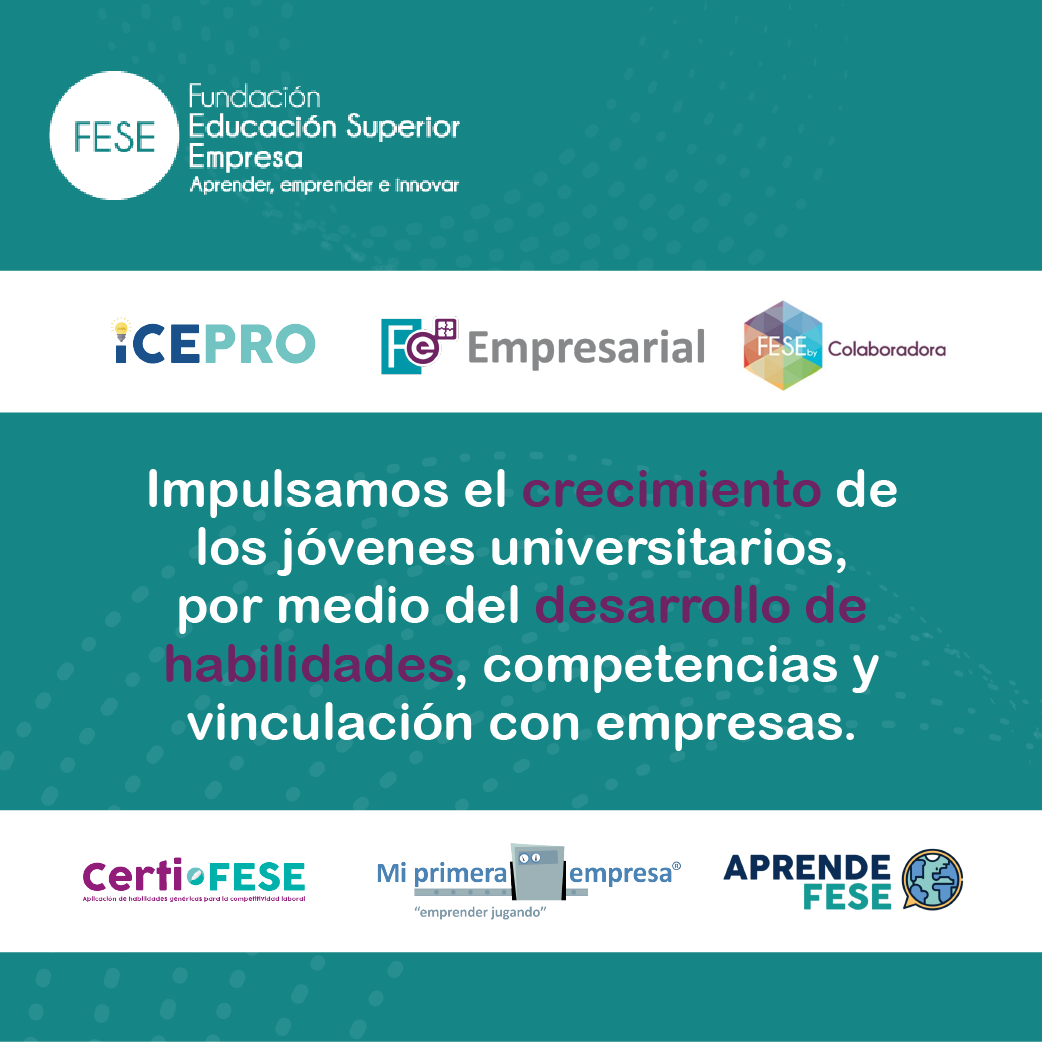 FESE
Fundación
Educación Superior
Empresa
Aprender, emprender e innovar
iCEPRO
Fe Empresarial
FESE by Colaboradora
Impulsamos el crecimiento de
los jóvenes universitarios,
por medio del desarrollo de
habilidades, competencias y
vinculación con empresas.
Certi FESE
Aplicación de habilidades genéricas para la competitividad laboral
Mi primera empresa®
“emprender jugando”
APRENDE
FESE